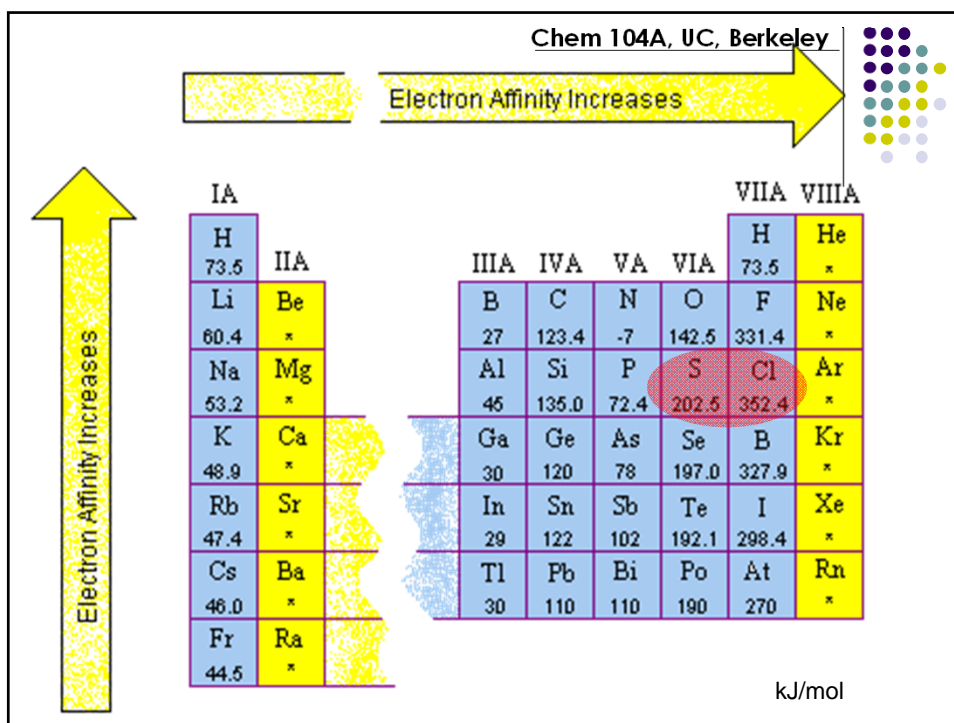 Chem 104A, UC, Berkeley
Electron Affinity Increases
Electron Affinity Increases
IA VIIA VIIIA
H H He
73.5 IIA IIIA IVA VA VIA 73.5 *
Li Be B C N O F Ne
60.4 * 27 123.4 -7 142.5 331.4 *
Na Mg Al Si P S Cl Ar
53.2 * 45 135.0 72.4 202.5 352.4 *
K Ca Ga Ge As Se B Kr
48.9 * 30 120 78 197.0 327.9 *
Rb Sr In Sn Sb Te I Xe
47.4 * 29 122 102 192.1 298.4 *
Cs Ba Tl Pb Bi Po At Rn
46.0 * 30 110 110 190 270 *
Fr Ra
44.5 *
kJ/mol